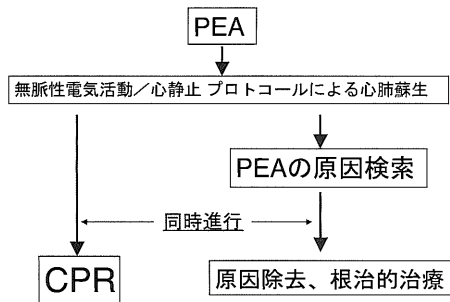 PEA
無脈性電気活動／心静止 プロトコールによる心肺蘇生
PEAの原因検索
同時進行
CPR
原因除去、根治的治療